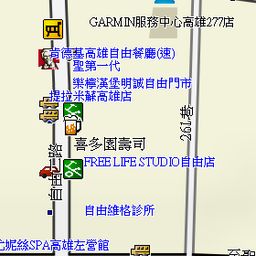 GARMIN服務中心高雄277店
肯德基高雄自由餐廳(速)
聖第一代
樂檸漢堡明誠自由門市
提拉米蘇高雄店
261巷
喜多園壽司
FREE LIFE STUDIO自由店
自由
路
自由維格診所
尤妮絲SPA高雄左營館
至聖